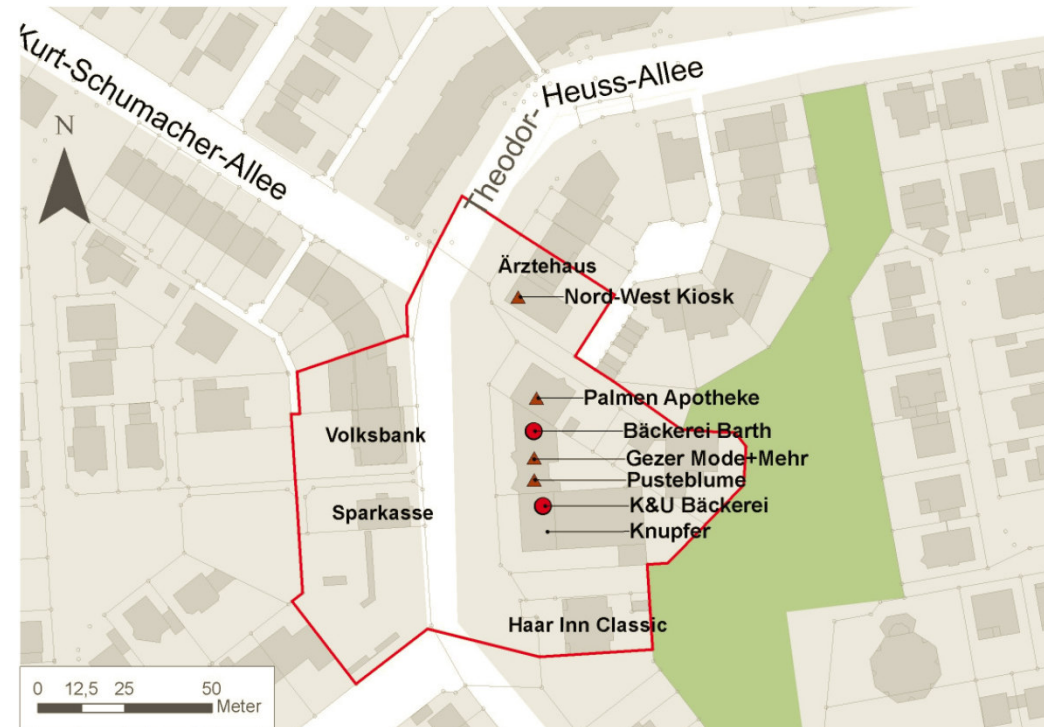 Kurt-Schumacher-Allee
Theodor-
Heuss-Allee
N
Ärztehaus
Nord-West Kiosk
Palmen Apotheke
Bäckerei Barth
Volksbank
Gezer Mode+Mehr
Pusteblume
K&U Bäckerei
Sparkasse
Knupfer
Haar Inn Classic
0 12,5 25 50
Meter